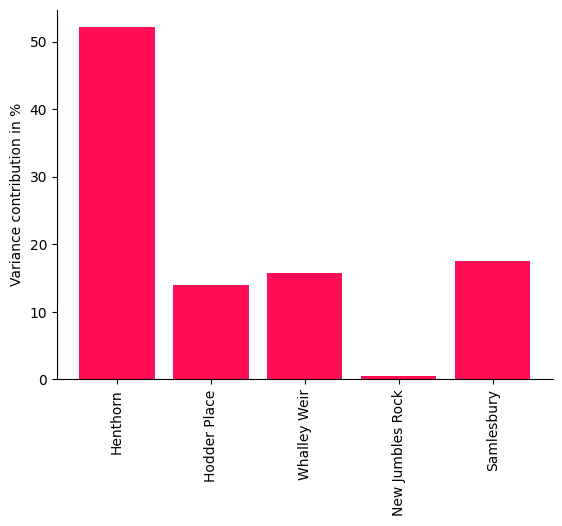 Variance contribution in %
50
40
30
20
10
0
Henthorn
Hodder Place
Whalley Weir
New Jumbles Rock
Samlesbury